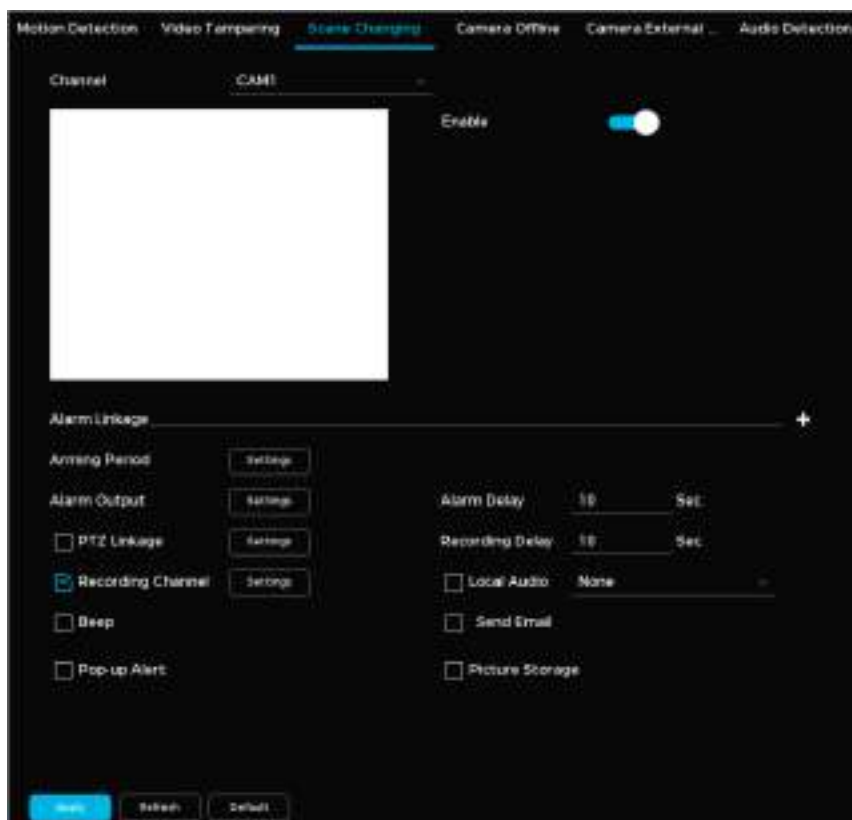 Motion Detection Video Tampering Scene Changing Camera Offline Camera External ... Audio Detection
Channel CAM1
Enable
Alarm Linkage
Arming Period Settings
Alarm Output Settings Alarm Delay 10 Sec
PTZ Linkage Settings Recording Delay 10 Sec
Recording Channel Settings Local Audio None
Beep Send Email
Pop-up Alert Picture Storage
Apply Refresh Default